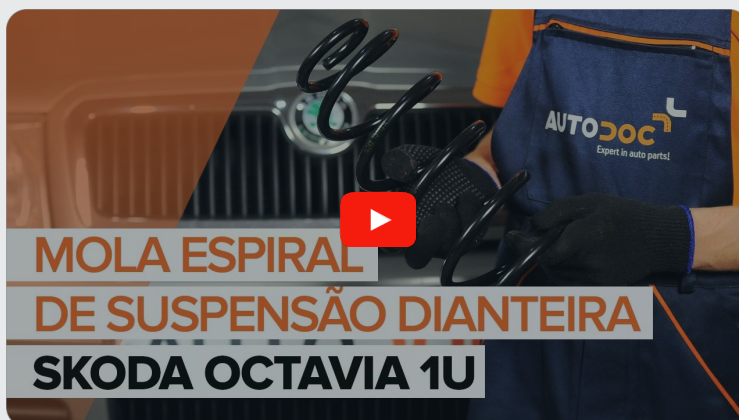 AUTODOC
Expert in auto parts!
MOLA ESPIRAL
DE SUSPENSÃO DIANTEIRA
SKODA OCTAVIA 1U